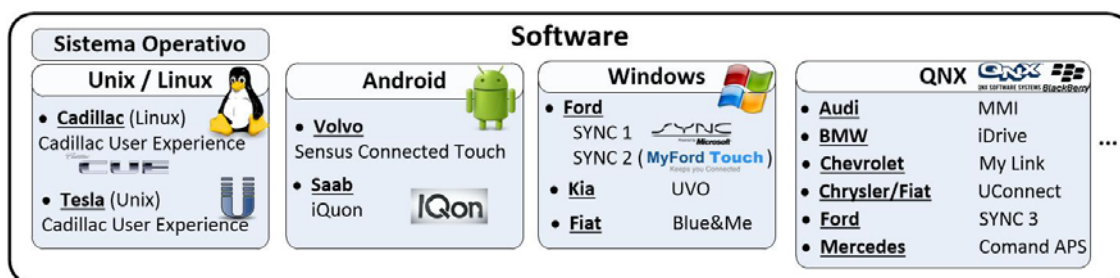 Software
Sistema Operativo
Unix / Linux
• Cadillac (Linux)
Cadillac User Experience
CUE
• Tesla (Unix)
U
Cadillac User Experience
Android
• Volvo
Sensus Connected Touch
• Saab
iQuon
IQon
Windows
• Ford
SYNC 1 SYNC
Powered by Microsoft
SYNC 2 (MyFord Touch)
Keeps you Connected
• Kia UVO
• Fiat Blue&Me
QNX QNX
QNX SOFTWARE SYSTEMS BlackBerry
• Audi MMI
• BMW iDrive
• Chevrolet My Link
• Chrysler/Fiat UConnect
• Ford SYNC 3
• Mercedes Comand APS
...